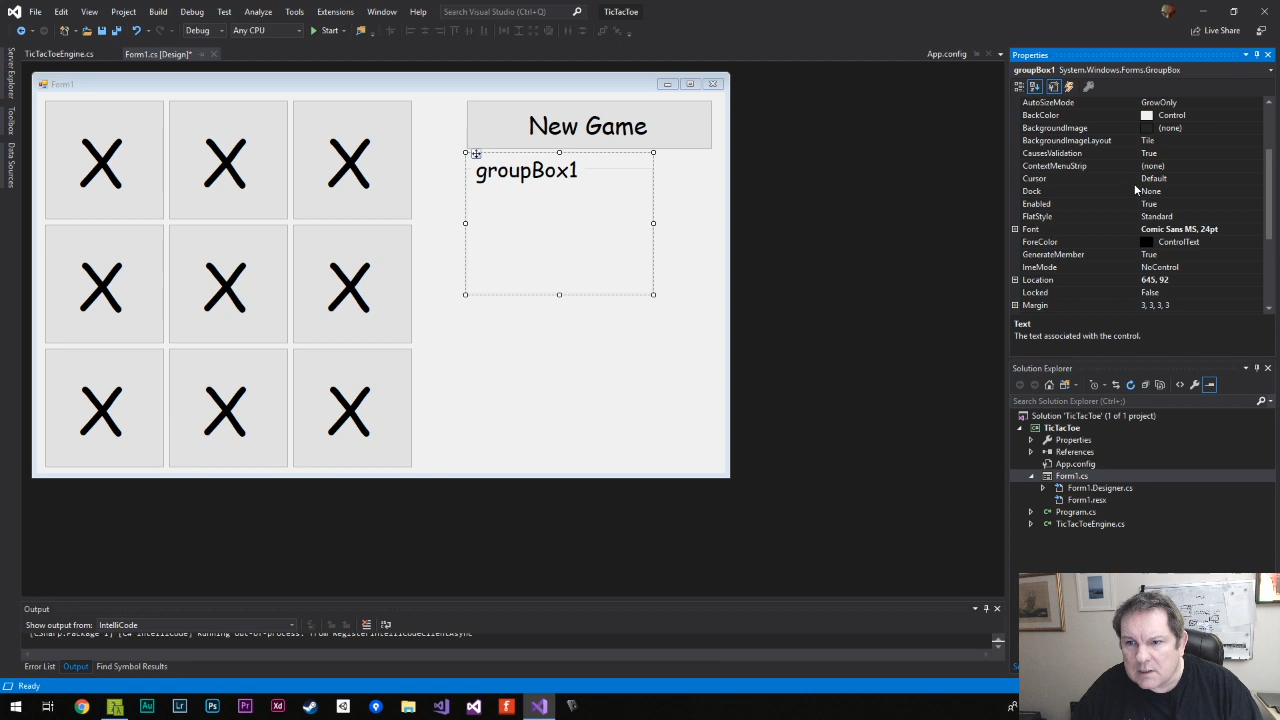 File Edit View Project Build Debug Test Analyze Tools Extensions Window Help Search Visual Studio (Ctrl+Q) TicTacToe
Debug Any CPU Start Live Share
TicTacToeEngine.cs Form1.cs [Design]* App.config
Server Explorer
Toolbox
Data Sources
Form1
X X X
X X X
X X X
New Game
groupBox1
Properties
groupBox1 System.Windows.Forms.GroupBox
AutoSizeMode GrowOnly
BackColor Control
BackgroundImage (none)
BackgroundImageLayout Tile
CausesValidation True
ContextMenuStrip (none)
Cursor Default
Dock None
Enabled True
FlatStyle Standard
Font Comic Sans MS, 24pt
ForeColor ControlText
GenerateMember True
ImeMode NoControl
Location 645, 92
Locked False
Margin 3, 3, 3, 3
Text
The text associated with the control.
Solution Explorer
Search Solution Explorer (Ctrl+;)
Solution 'TicTacToe' (1 of 1 project)
TicTacToe
Properties
References
App.config
Form1.cs
Form1.Designer.cs
Form1.resx
Program.cs
TicTacToeEngine.cs
Output
Show output from: IntelliCode
Error List Output Find Symbol Results
Ready